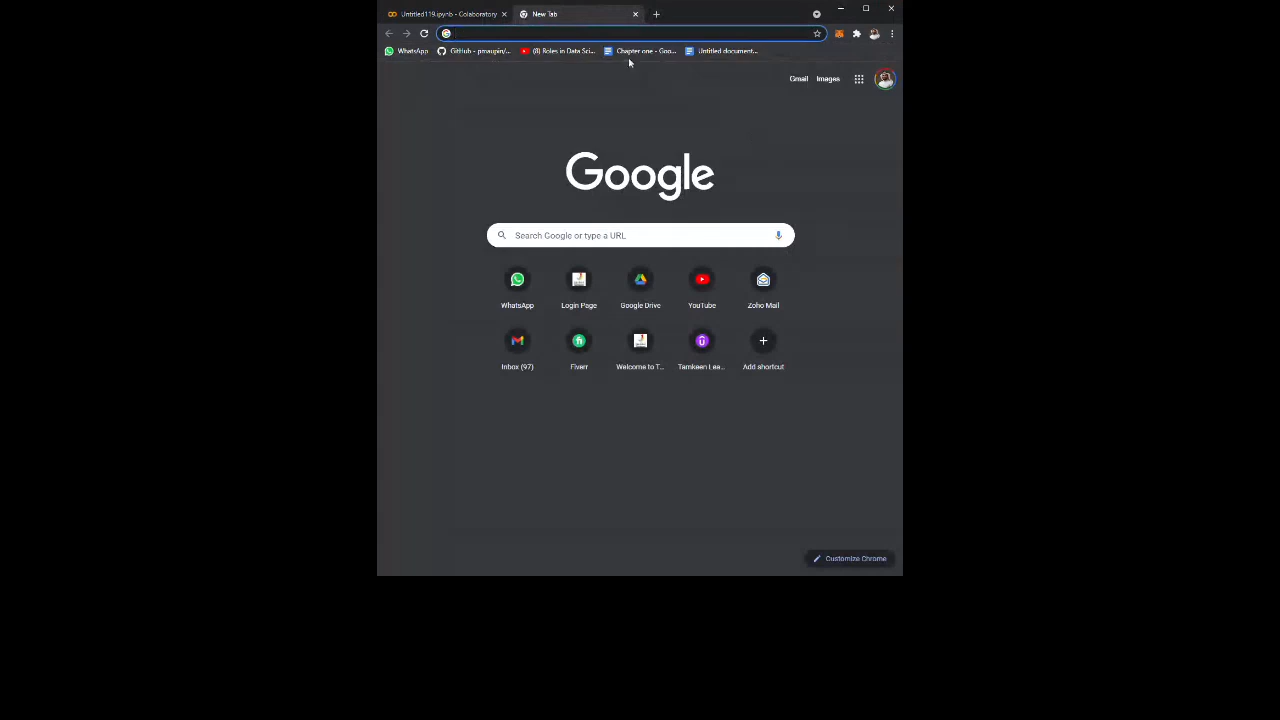 Untitled119.ipynb - Colaboratory
New Tab
WhatsApp
GitHub - pmaupin/...
(8) Roles in Data Sci...
Chapter one - Goo...
Untitled document...
Gmail
Images
Google
Search Google or type a URL
WhatsApp
Login Page
Google Drive
YouTube
Zoho Mail
Inbox (97)
Fiverr
Welcome to T...
Tamkeen Lea...
Add shortcut
Customize Chrome